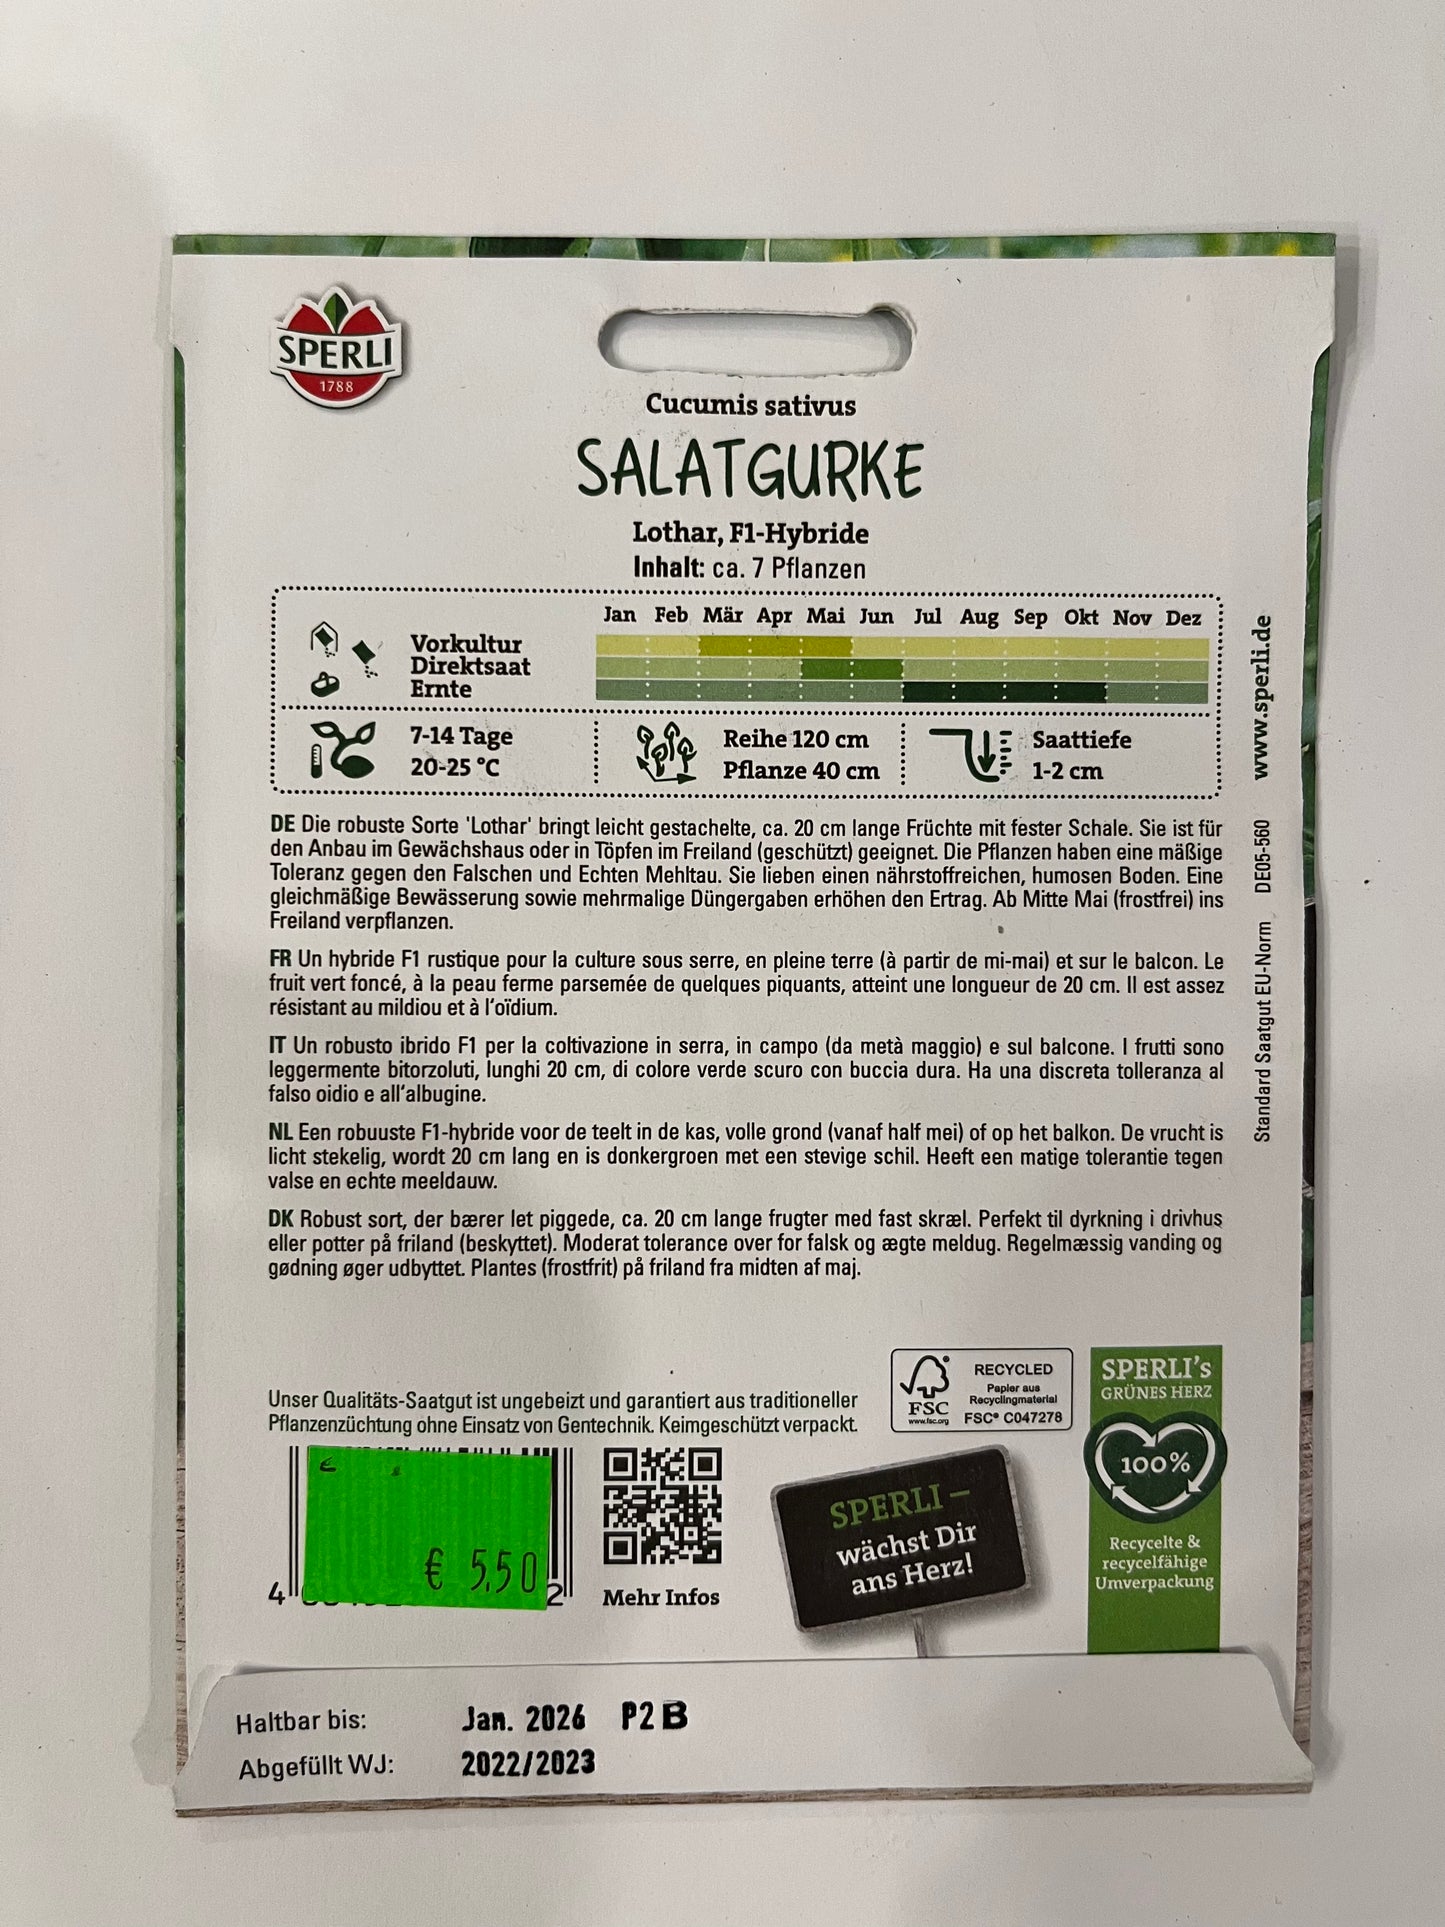 SPERLI
1788
Cucumis sativus
SALATGURKE
Lothar, F1-Hybride
Inhalt: ca. 7 Pflanzen
Jan Feb Mär Apr Mai Jun Jul Aug Sep Okt Nov Dez
Vorkultur
Direktsaat
Ernte
7-14 Tage
20-25 °C
Reihe 120 cm
Pflanze 40 cm
Saattiefe
1-2 cm
DE Die robuste Sorte 'Lothar' bringt leicht gestachelte, ca. 20 cm lange Früchte mit fester Schale. Sie ist für
den Anbau im Gewächshaus oder in Töpfen im Freiland (geschützt) geeignet. Die Pflanzen haben eine mäßige
Toleranz gegen den Falschen und Echten Mehltau. Sie lieben einen nährstoffreichen, humosen Boden. Eine
gleichmäßige Bewässerung sowie mehrmalige Düngergaben erhöhen den Ertrag. Ab Mitte Mai (frostfrei) ins
Freiland verpflanzen.
FR Un hybride F1 rustique pour la culture sous serre, en pleine terre (à partir de mi-mai) et sur le balcon. Le
fruit vert foncé, à la peau ferme parsemée de quelques piquants, atteint une longueur de 20 cm. Il est assez
résistant au mildiou et à l'oïdium.
IT Un robusto ibrido F1 per la coltivazione in serra, in campo (da metà maggio) e sul balcone. I frutti sono
leggermente bitorzoluti, lunghi 20 cm, di colore verde scuro con buccia dura. Ha una discreta tolleranza al
falso oidio e all'albugine.
NL Een robuuste F1-hybride voor de teelt in de kas, volle grond (vanaf half mei) of op het balkon. De vrucht is
licht stekelig, wordt 20 cm lang en is donkergroen met een stevige schil. Heeft een matige tolerantie tegen
valse en echte meeldauw.
DK Robust sort, der bærer let piggede, ca. 20 cm lange frugter med fast skræl. Perfekt til dyrkning i drivhus
eller potter på friland (beskyttet). Moderat tolerance over for falsk og ægte meldug. Regelmæssig vanding og
gødning øger udbyttet. Plantes (frostfrit) på friland fra midten af maj.
Standard Saatgut EU-Norm DE05-560 www.sperli.de
Unser Qualitäts-Saatgut ist ungebeizt und garantiert aus traditioneller
Pflanzenzüchtung ohne Einsatz von Gentechnik. Keimgeschützt verpackt.
FSC
www.fsc.org
RECYCLED
Papier aus
Recyclingmaterial
FSC® C047278
SPERLI's
GRÜNES HERZ
100%
Recycelte &
recycelfähige
Umverpackung
€ 5,50
4
2
Mehr Infos
SPERLI –
wächst Dir
ans Herz!
Haltbar bis: Jan. 2026 P2 B
Abgefüllt WJ: 2022/2023